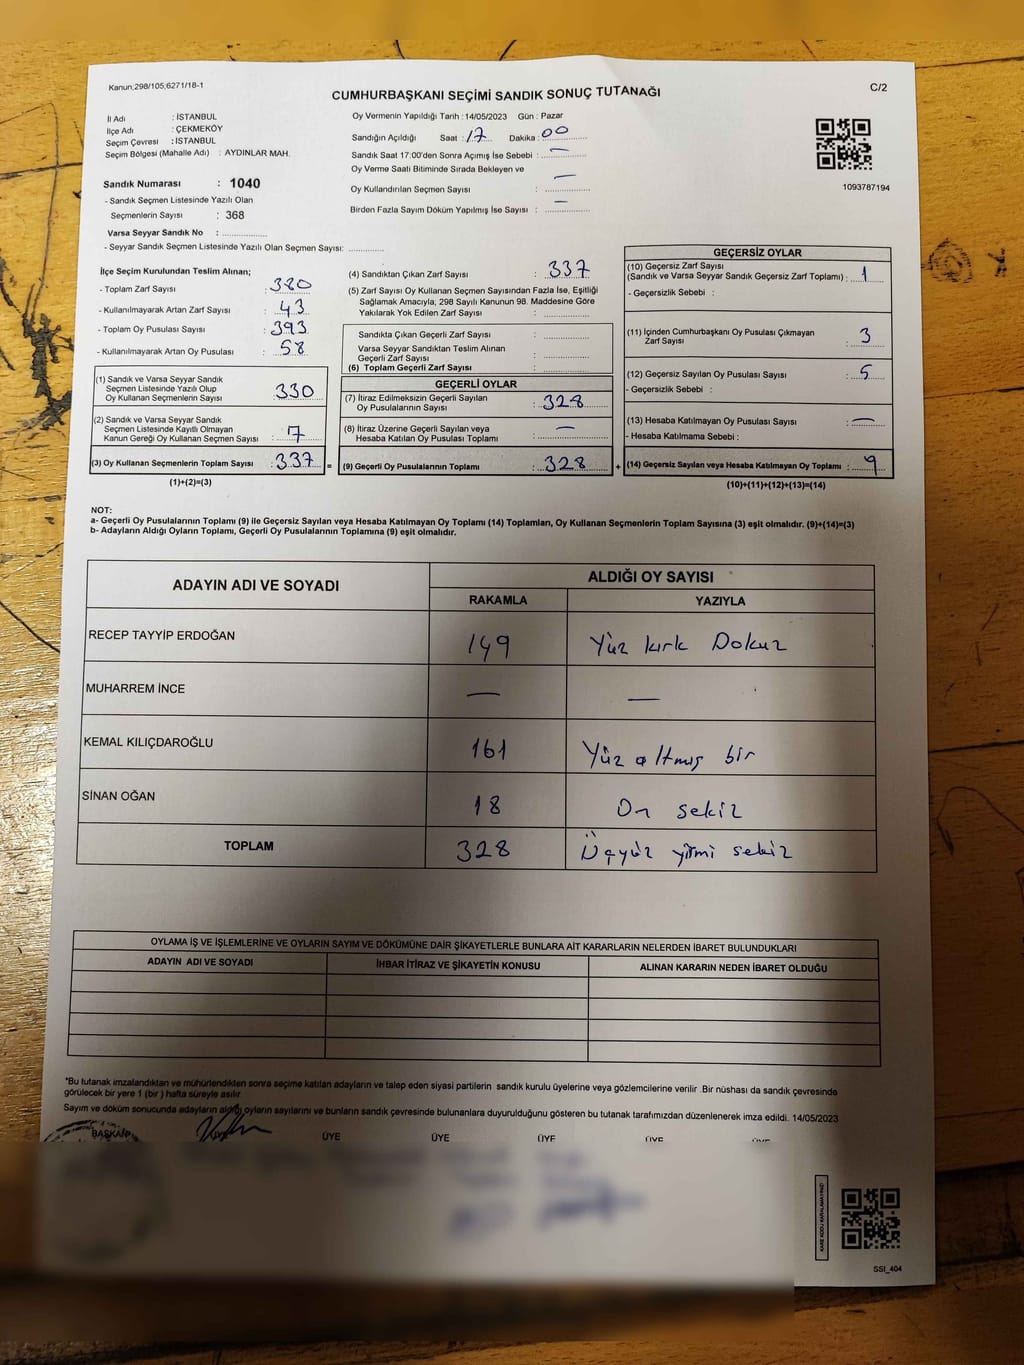 Kanun;298/105;6271/18-1
CUMHURBAŞKANI SEÇİMİ SANDIK SONUÇ TUTANAĞI
C/2
İl Adı : İSTANBUL
İlçe Adı : ÇEKMEKÖY
Seçim Çevresi : İSTANBUL
Seçim Bölgesi (Mahalle Adı) : AYDINLAR MAH.
Sandık Numarası : 1040
- Sandık Seçmen Listesinde Yazılı Olan
Seçmenlerin Sayısı : 368
Varsa Seyyar Sandık No : ..................
- Seyyar Sandık Seçmen Listesinde Yazılı Olan Seçmen Sayısı: ..............
Oy Vermenin Yapıldığı Tarih :14/05/2023 Gün : Pazar
Sandığın Açıldığı Saat : 17 Dakika : 00
Sandık Saat 17:00'den Sonra Açımış İse Sebebi : —
Oy Verme Saati Bitiminde Sırada Bekleyen ve —
Oy Kullandırılan Seçmen Sayısı : ..............
Birden Fazla Sayım Döküm Yapılmış İse Sayısı : —
1093787194
İlçe Seçim Kurulundan Teslim Alınan;
- Toplam Zarf Sayısı : 380
- Kullanılmayarak Artan Zarf Sayısı : 43
- Toplam Oy Pusulası Sayısı : 393
- Kullanılmayarak Artan Oy Pusulası : 58
(1) Sandık ve Varsa Seyyar Sandık
Seçmen Listesinde Yazılı Olup
Oy Kullanan Seçmenlerin Sayısı : 330
(2) Sandık ve Varsa Seyyar Sandık
Seçmen Listesinde Kayıtlı Olmayan
Kanun Gereği Oy Kullanan Seçmen Sayısı : 7
(3) Oy Kullanan Seçmenlerin Toplam Sayısı : 337 =
(1)+(2)=(3)
(4) Sandıktan Çıkan Zarf Sayısı : 337
(5) Zarf Sayısı Oy Kullanan Seçmen Sayısından Fazla İse, Eşitliği
Sağlamak Amacıyla, 298 Sayılı Kanunun 98. Maddesine Göre
Yakılarak Yok Edilen Zarf Sayısı : ..............
Sandıkta Çıkan Geçerli Zarf Sayısı : ..............
Varsa Seyyar Sandıktan Teslim Alınan
Geçerli Zarf Sayısı : ..............
(6) Toplam Geçerli Zarf Sayısı : ..............
GEÇERLİ OYLAR
(7) İtiraz Edilmeksizin Geçerli Sayılan
Oy Pusulalarının Sayısı : 328
(8) İtiraz Üzerine Geçerli Sayılan veya
Hesaba Katılan Oy Pusulası Toplamı : —
(9) Geçerli Oy Pusulalarının Toplamı : 328 +
GEÇERSİZ OYLAR
(10) Geçersiz Zarf Sayısı
(Sandık ve Varsa Seyyar Sandık Geçersiz Zarf Toplamı) : 1
- Geçersizlik Sebebi :
(11) İçinden Cumhurbaşkanı Oy Pusulası Çıkmayan
Zarf Sayısı : 3
(12) Geçersiz Sayılan Oy Pusulası Sayısı : 5
- Geçersizlik Sebebi :
(13) Hesaba Katılmayan Oy Pusulası Sayısı : —
- Hesaba Katılmama Sebebi :
(14) Geçersiz Sayılan veya Hesaba Katılmayan Oy Toplamı : 9
(10)+(11)+(12)+(13)=(14)
NOT:
a- Geçerli Oy Pusulalarının Toplamı (9) ile Geçersiz Sayılan veya Hesaba Katılmayan Oy Toplamı (14) Toplamları, Oy Kullanan Seçmenlerin Toplam Sayısına (3) eşit olmalıdır. (9)+(14)=(3)
b- Adayların Aldığı Oyların Toplamı, Geçerli Oy Pusulalarının Toplamına (9) eşit olmalıdır.
ADAYIN ADI VE SOYADI ALDIĞI OY SAYISI
RAKAMLA YAZIYLA
RECEP TAYYİP ERDOĞAN 149 Yüz kırk Dokuz
MUHARREM İNCE — —
KEMAL KILIÇDAROĞLU 161 Yüz altmış bir
SİNAN OĞAN 18 On sekiz
TOPLAM 328 Üçyüz yirmi sekiz
OYLAMA İŞ VE İŞLEMLERİNE VE OYLARIN SAYIM VE DÖKÜMÜNE DAİR ŞİKAYETLERLE BUNLARA AİT KARARLARIN NELERDEN İBARET BULUNDUKLARI
ADAYIN ADI VE SOYADI İHBAR İTİRAZ VE ŞİKAYETİN KONUSU ALINAN KARARIN NEDEN İBARET OLDUĞU
*Bu tutanak imzalandıktan ve mühürlendikten sonra seçime katılan adayların ve talep eden siyasi partilerin sandık kurulu üyelerine veya gözlemcilerine verilir .Bir nüshası da sandık çevresinde
görülecek bir yere 1 (bir ) hafta süreyle asılır.
Sayım ve döküm sonucunda adayların aldığı oyların sayılarını ve bunların sandık çevresinde bulunanlara duyurulduğunu gösteren bu tutanak tarafımızdan düzenlenerek imza edildi. 14/05/2023
BAŞKAN ÜYE ÜYE ÜYE ÜYE ÜYE
KARE KODU KARALAMAYINIZ!
SSI_404